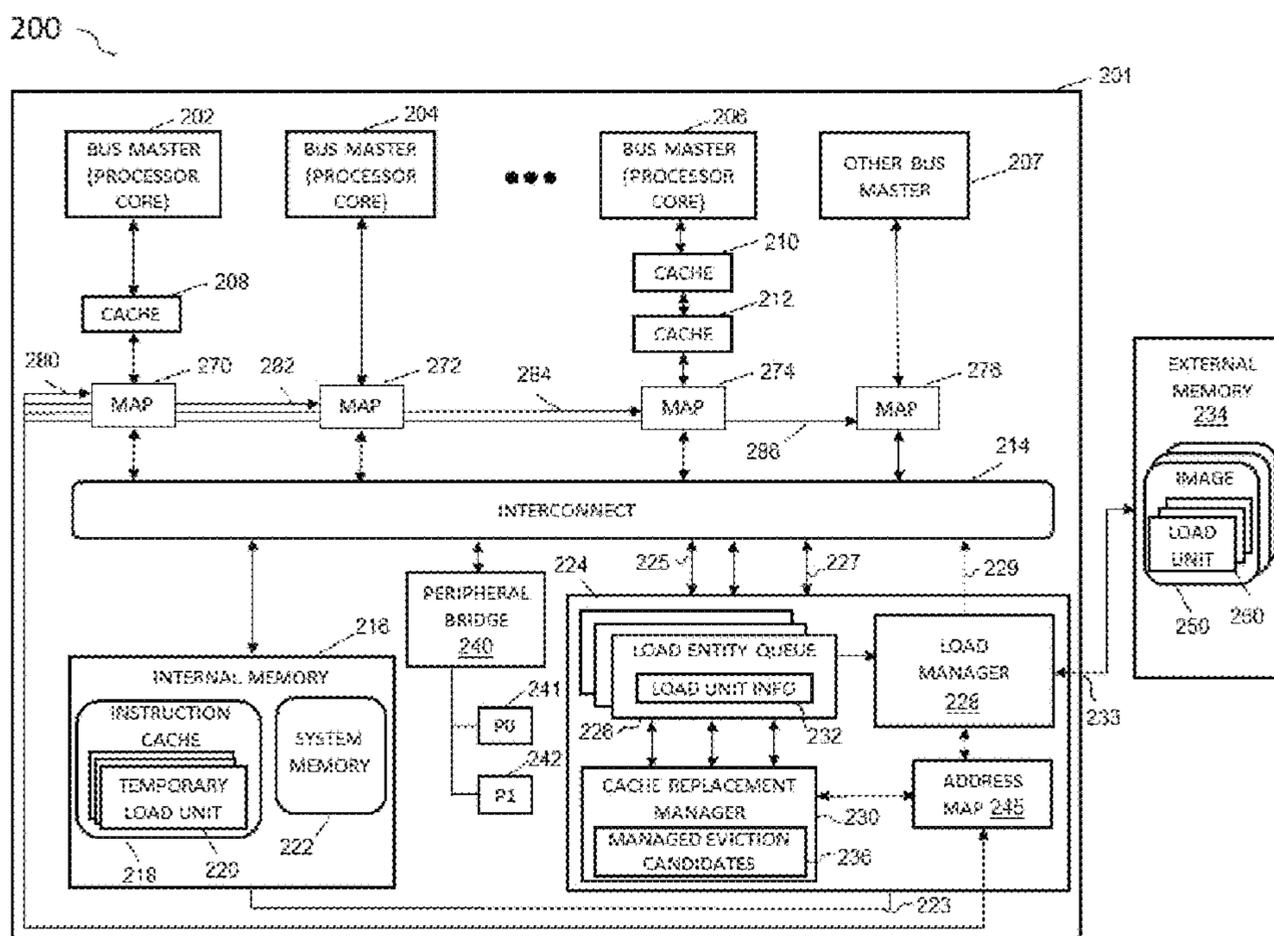 200
201
202
204
206
BUS MASTER
(PROCESSOR
CORE)
BUS MASTER
(PROCESSOR
CORE)
BUS MASTER
(PROCESSOR
CORE)
OTHER BUS
MASTER
207
210
CACHE
208
212
CACHE
CACHE
280
270
282
272
284
274
278
MAP
MAP
MAP
MAP
286
214
INTERCONNECT
EXTERNAL
MEMORY
234
IMAGE
LOAD
UNIT
250
260
225
227
229
224
PERIPHERAL
BRIDGE
240
216
INTERNAL MEMORY
INSTRUCTION
CACHE
TEMPORARY
LOAD UNIT
SYSTEM
MEMORY
218
220
222
241
P0
242
P1
LOAD ENTITY QUEUE
LOAD UNIT INFO
226
232
LOAD
MANAGER
228
233
CACHE REPLACEMENT
MANAGER
230
MANAGED EVICTION
CANDIDATES
236
ADDRESS
MAP 245
223